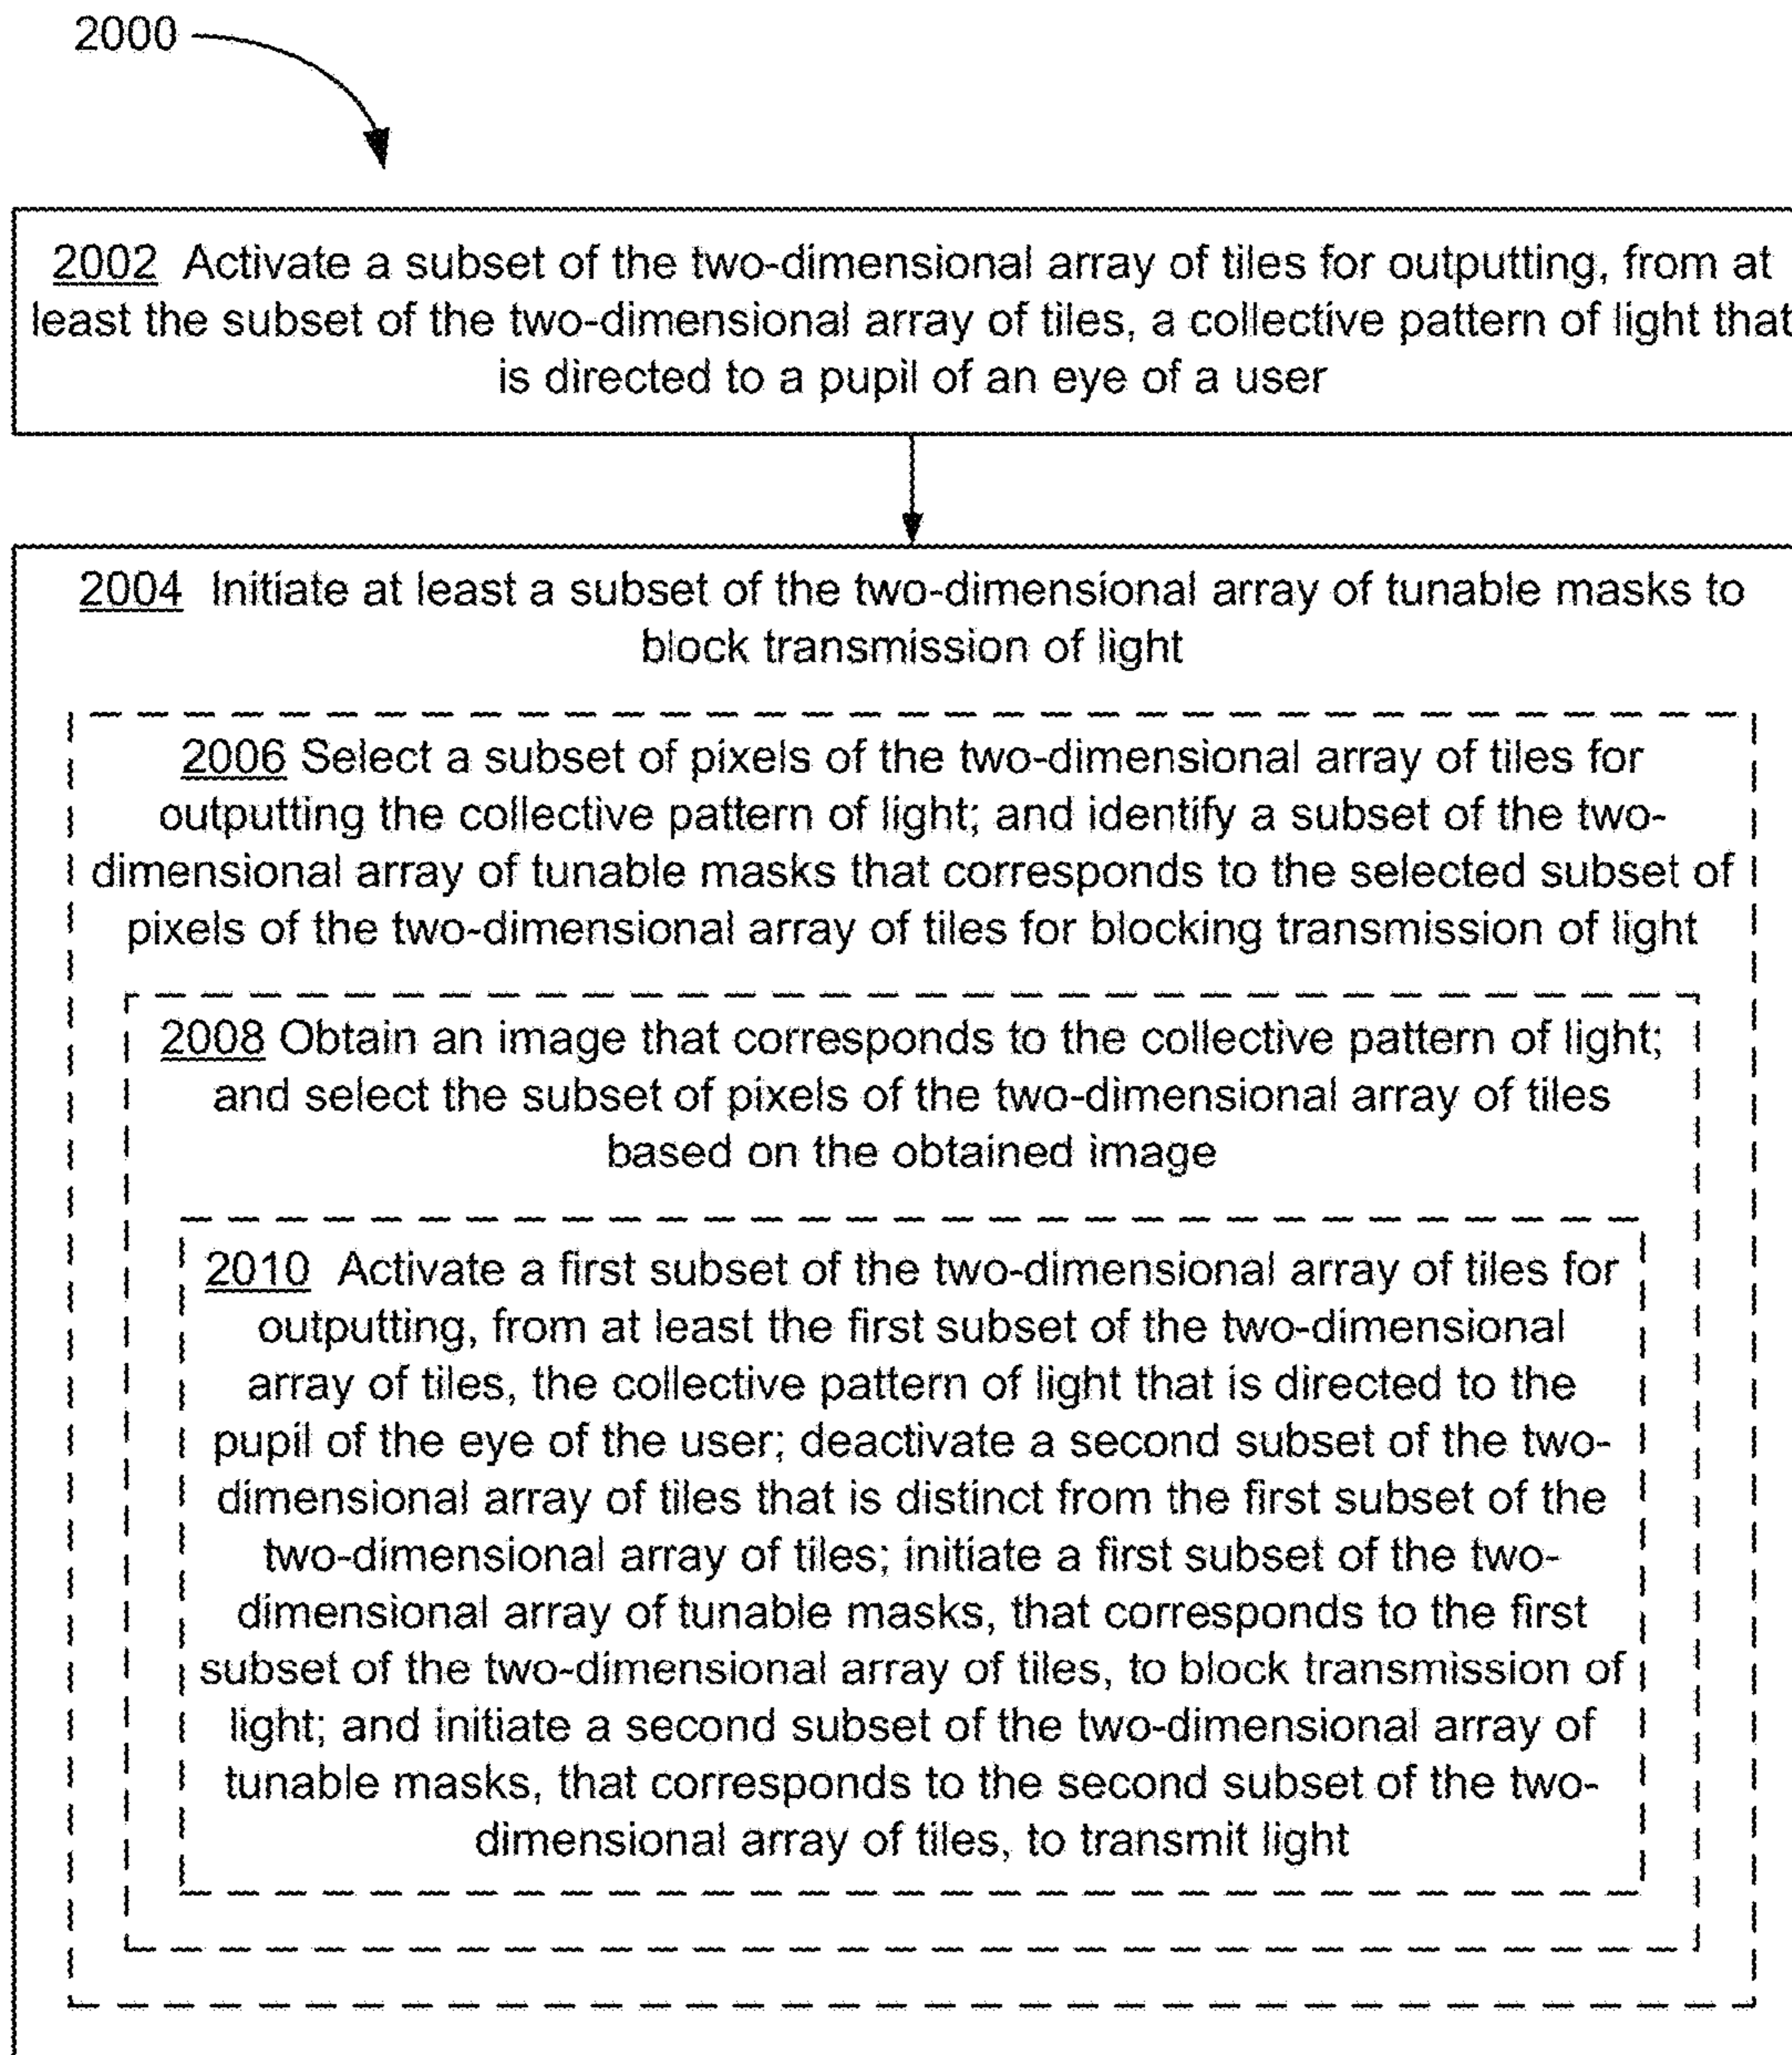 2000
2002 Activate a subset of the two-dimensional array of tiles for outputting, from at
least the subset of the two-dimensional array of tiles, a collective pattern of light that
is directed to a pupil of an eye of a user
2004 Initiate at least a subset of the two-dimensional array of tunable masks to
block transmission of light
2006 Select a subset of pixels of the two-dimensional array of tiles for
outputting the collective pattern of light; and identify a subset of the two-
dimensional array of tunable masks that corresponds to the selected subset of
pixels of the two-dimensional array of tiles for blocking transmission of light
2008 Obtain an image that corresponds to the collective pattern of light;
and select the subset of pixels of the two-dimensional array of tiles
based on the obtained image
2010 Activate a first subset of the two-dimensional array of tiles for
outputting, from at least the first subset of the two-dimensional
array of tiles, the collective pattern of light that is directed to the
pupil of the eye of the user; deactivate a second subset of the two-
dimensional array of tiles that is distinct from the first subset of the
two-dimensional array of tiles; initiate a first subset of the two-
dimensional array of tunable masks, that corresponds to the first
subset of the two-dimensional array of tiles, to block transmission of
light; and initiate a second subset of the two-dimensional array of
tunable masks, that corresponds to the second subset of the two-
dimensional array of tiles, to transmit light